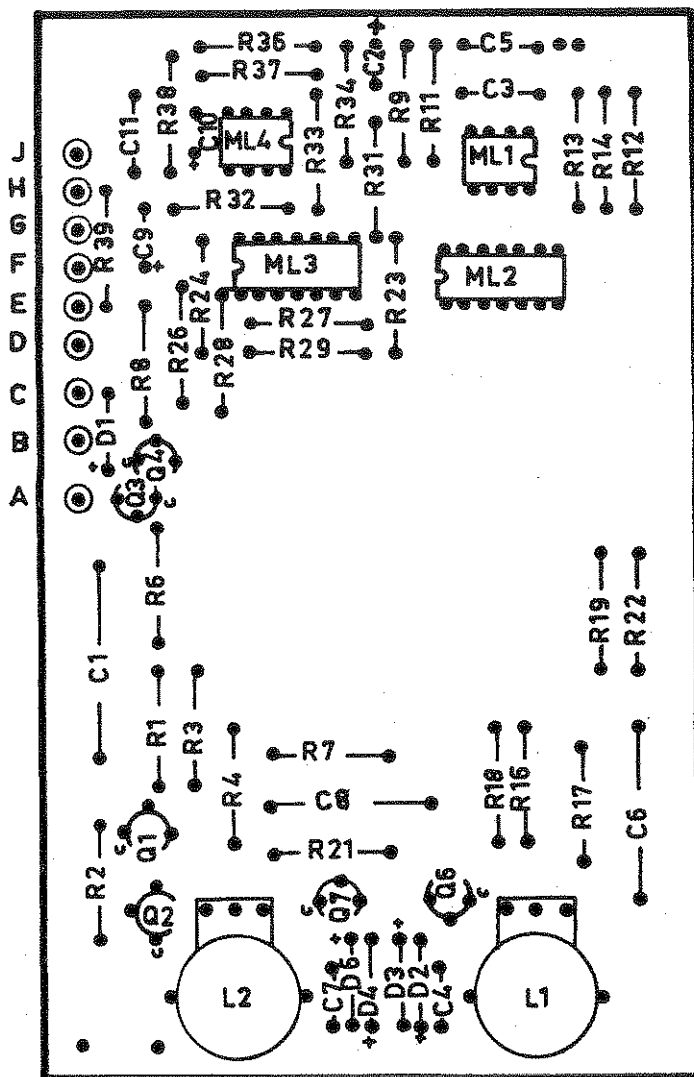 +
R36
C2
C5
R37
C11
R38
C10
+
ML4
R33
R34
R9
R11
C3
R31
ML1
R13
R14
R12
J
H
R39
G
C9
+
R32
F
E
D
R24
ML3
R23
ML2
R8
R26
R28
R27
R29
C
D1
+
B
Q4
Q3
c
A
R6
C1
R19
R22
R1
R3
R4
R7
C8
R18
R16
R17
C6
R2
c
Q1
R21
c
Q2
c
c
Q7
Q6
c
+
+
L2
C7
D5
D4
D3
D2
C4
L1
+
+